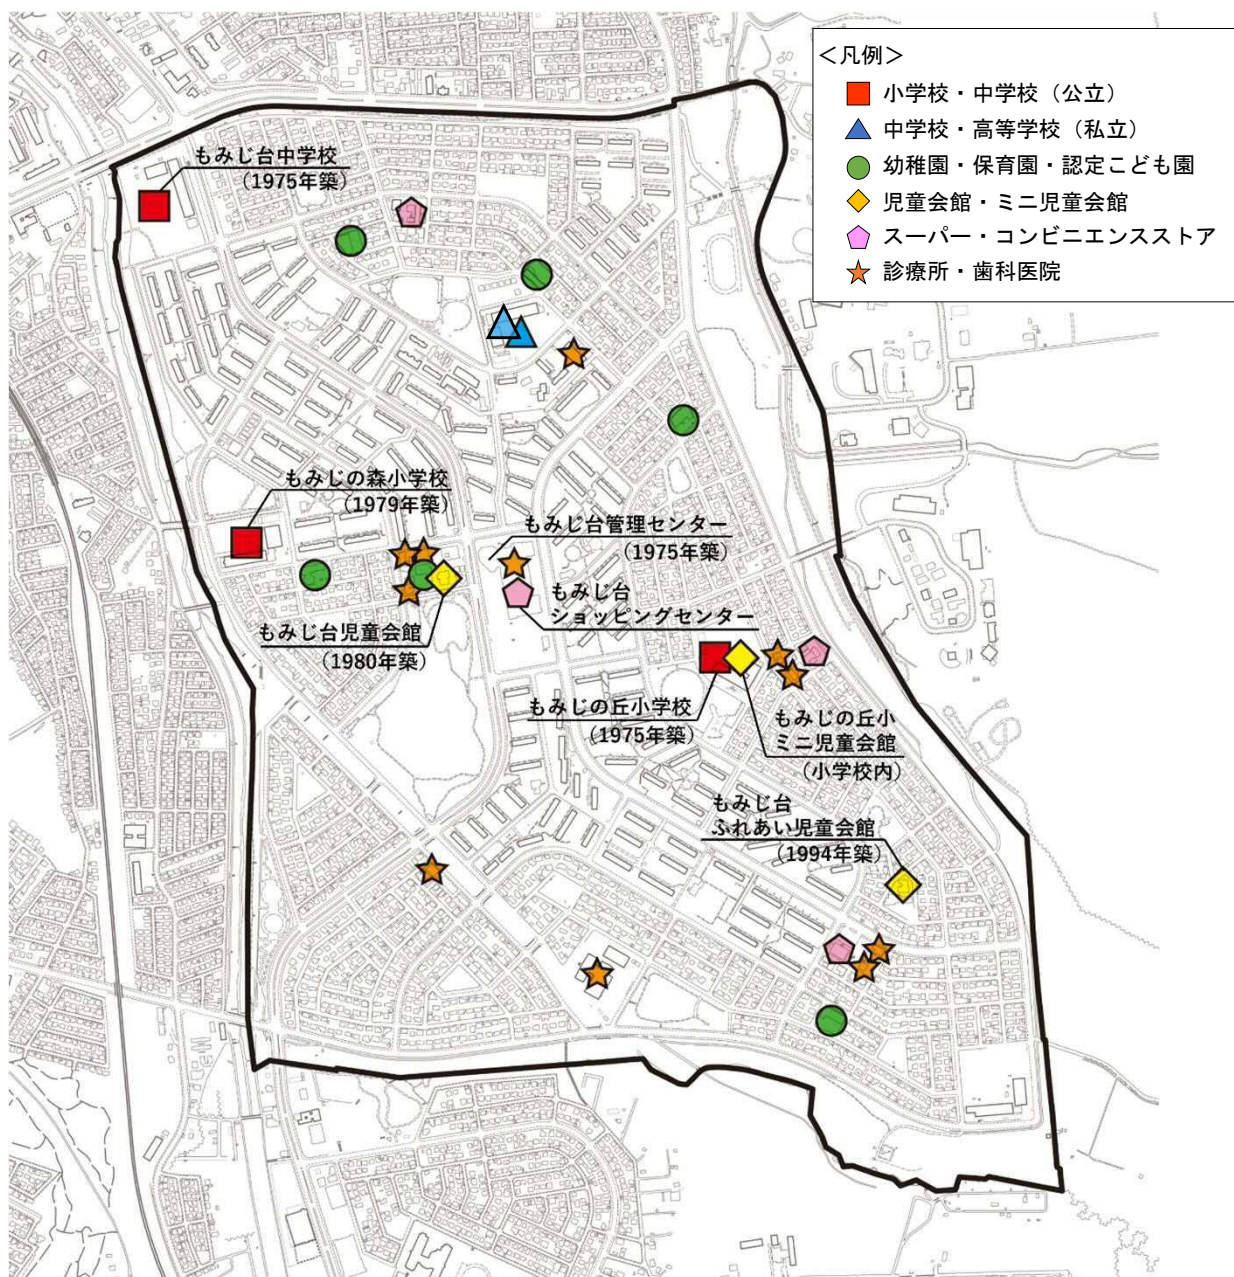 <凡例>
小学校・中学校（公立）
中学校・高等学校（私立）
幼稚園・保育園・認定こども園
児童会館・ミニ児童会館
スーパー・コンビニエンスストア
診療所・歯科医院
もみじ台中学校
（1975年築）
もみじの森小学校
（1979年築）
もみじ台管理センター
（1975年築）
もみじ台
ショッピングセンター
もみじ台児童会館
（1980年築）
もみじの丘小学校
（1975年築）
もみじの丘小
ミニ児童会館
（小学校内）
もみじ台
ふれあい児童会館
（1994年築）